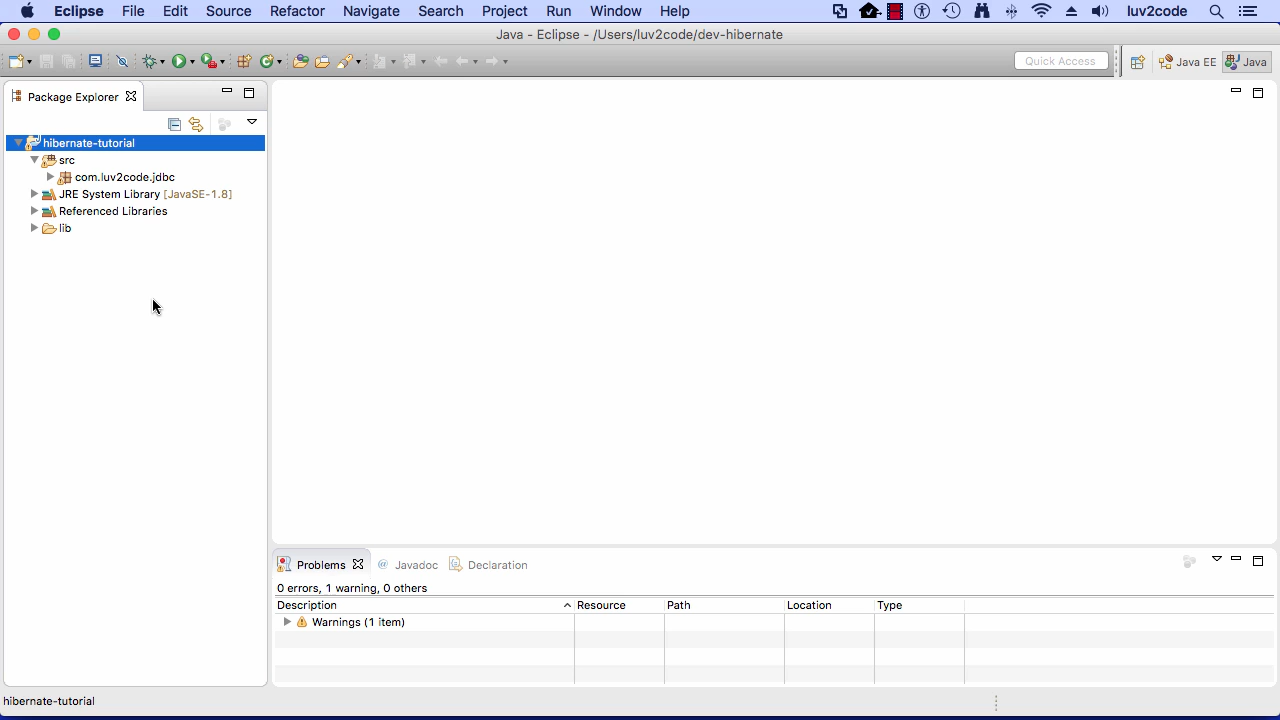 Eclipse File Edit Source Refactor Navigate Search Project Run Window Help luv2code
Java - Eclipse - /Users/luv2code/dev-hibernate
Quick Access Java EE Java
Package Explorer
hibernate-tutorial
src
com.luv2code.jdbc
JRE System Library [JavaSE-1.8]
Referenced Libraries
lib
Problems @ Javadoc Declaration
0 errors, 1 warning, 0 others
Description Resource Path Location Type
Warnings (1 item)
hibernate-tutorial